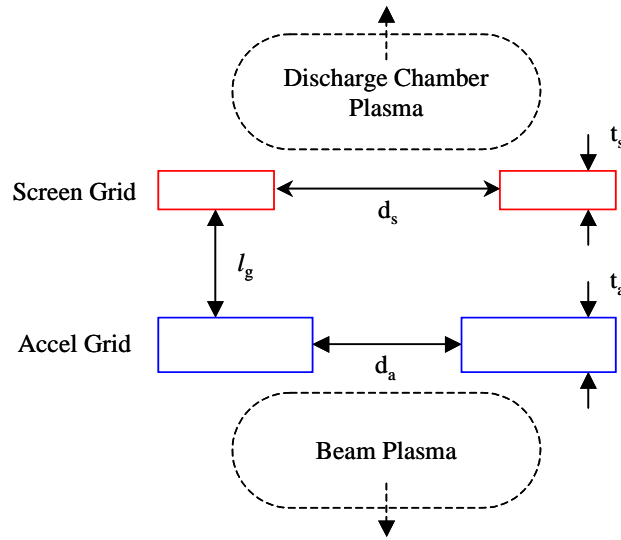 Discharge Chamber
Plasma
t_s
Screen Grid
d_s
l_g
t_a
Accel Grid
d_a
Beam Plasma